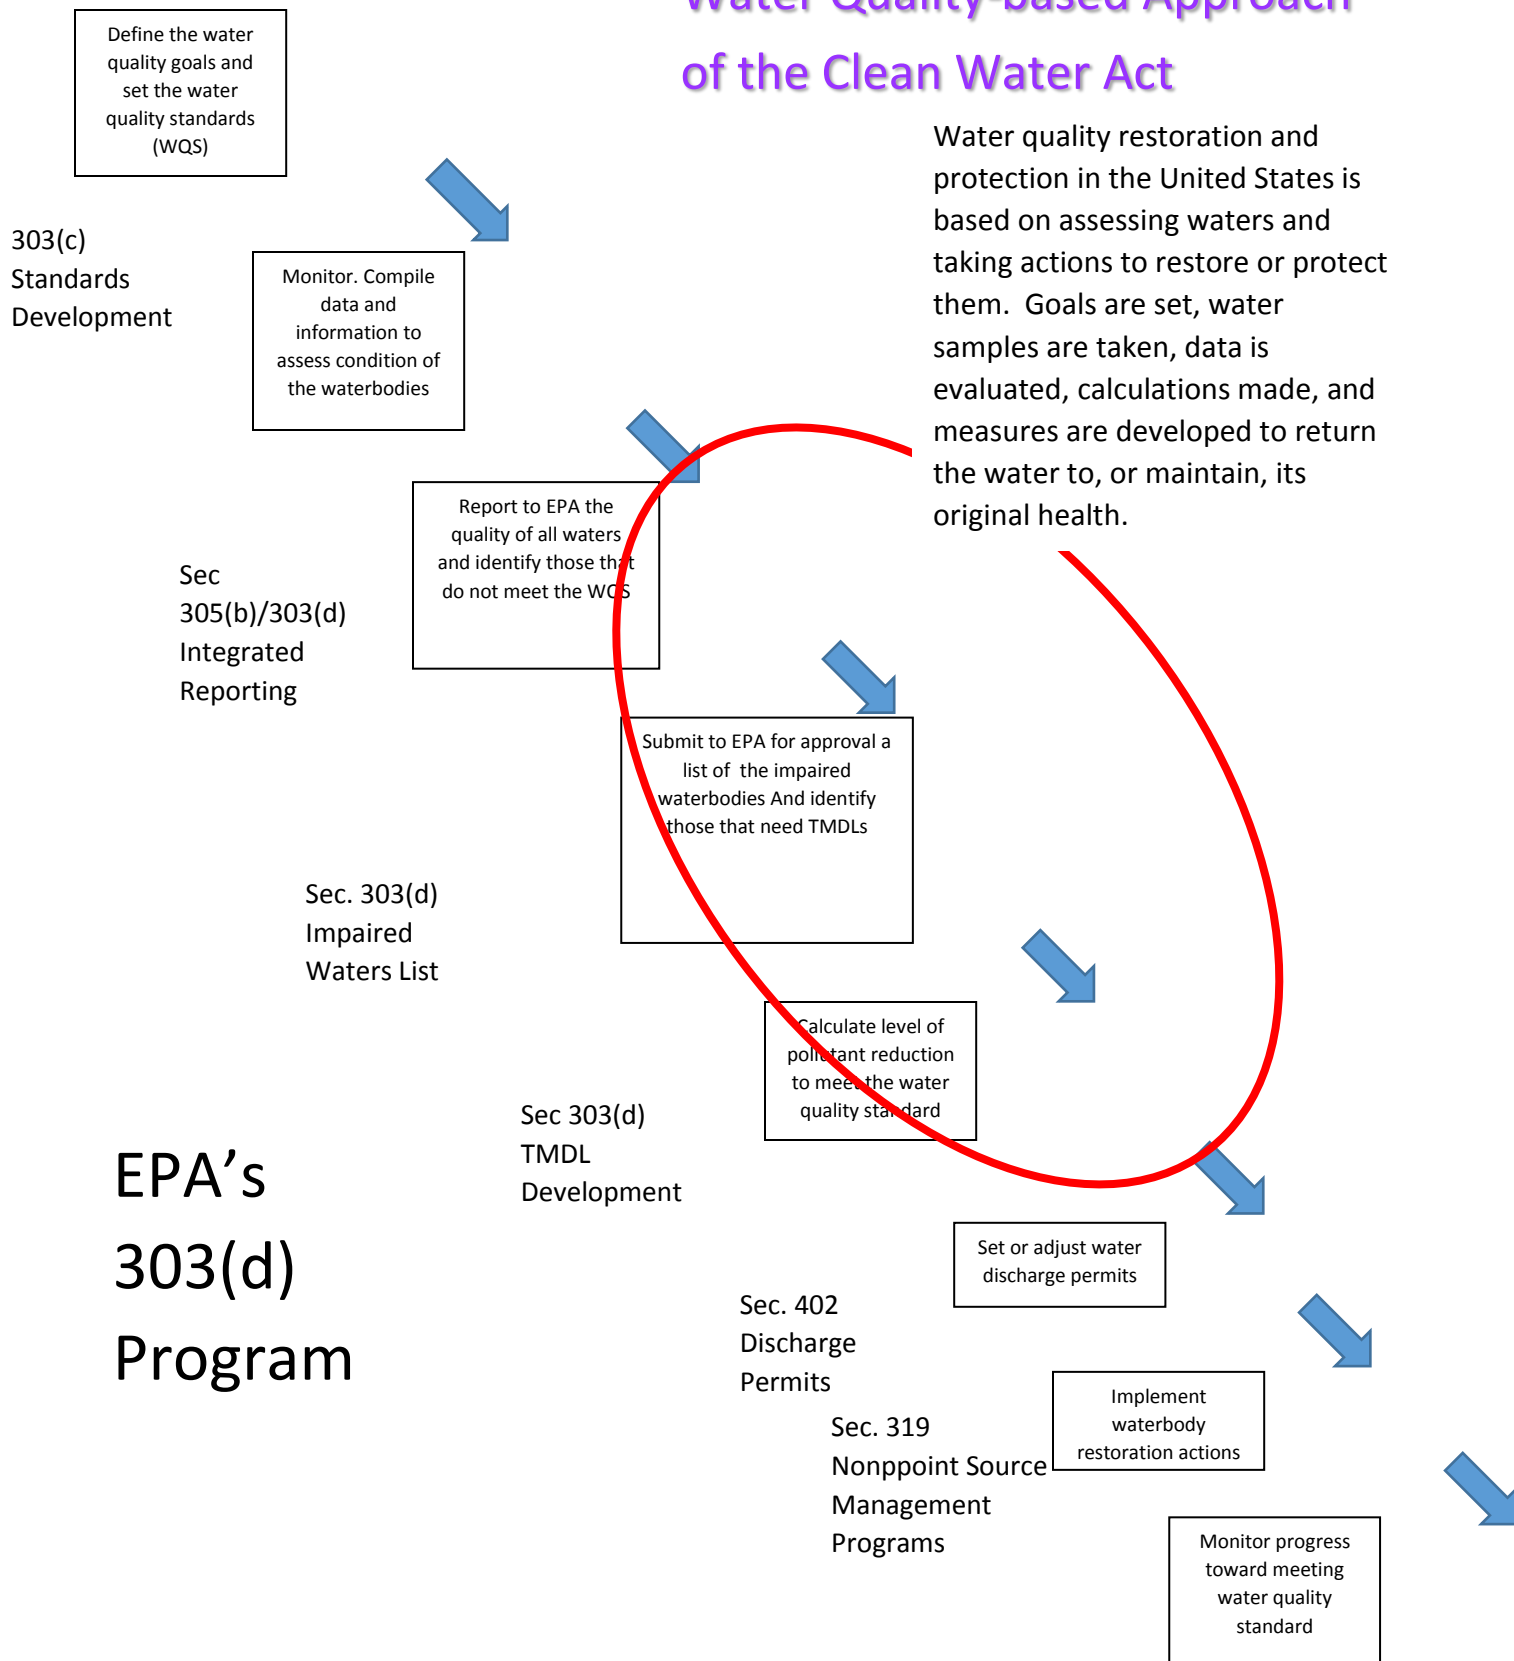 Water Quality-based Approach
of the Clean Water Act
Define the water
quality goals and
set the water
quality standards
(WQS)
Water quality restoration and
protection in the United States is
based on assessing waters and
taking actions to restore or protect
them.  Goals are set, water
samples are taken, data is
evaluated, calculations made, and
measures are developed to return
the water to, or maintain, its
original health.
303(c)
Standards
Development
Monitor. Compile
data and
information to
assess condition of
the waterbodies
Report to EPA the
quality of all waters
and identify those that
do not meet the WQS
Sec
305(b)/303(d)
Integrated
Reporting
Submit to EPA for approval a
list of  the impaired
waterbodies And identify
those that need TMDLs
Sec. 303(d)
Impaired
Waters List
Calculate level of
pollutant reduction
to meet the water
quality standard
Sec 303(d)
TMDL
Development
EPA’s
303(d)
Program
Set or adjust water
discharge permits
Sec. 402
Discharge
Permits
Implement
waterbody
restoration actions
Sec. 319
Nonppoint Source
Management
Programs
Monitor progress
toward meeting
water quality
standard